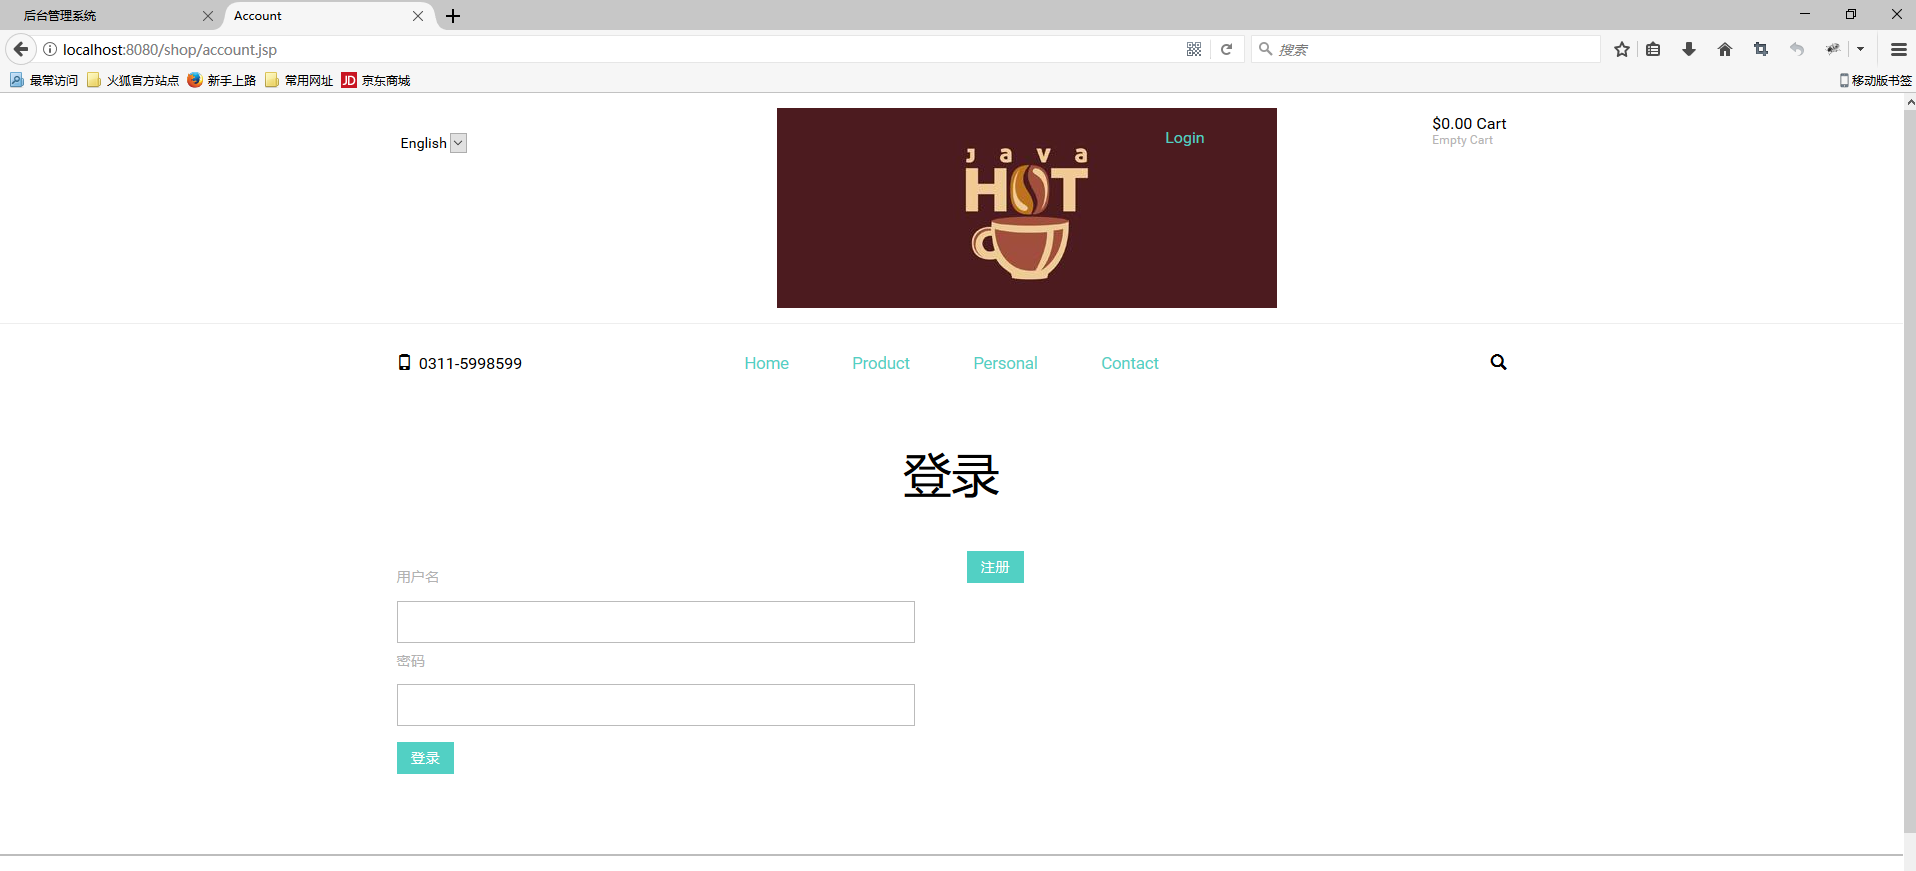 后台管理系统
Account
localhost:8080/shop/account.jsp
搜索
最常访问
火狐官方站点
新手上路
常用网址
JD
京东商城
移动版书签
English
Java
HOT
Login
$0.00 Cart
Empty Cart
0311-5998599
Home
Product
Personal
Contact
登录
用户名
注册
密码
登录